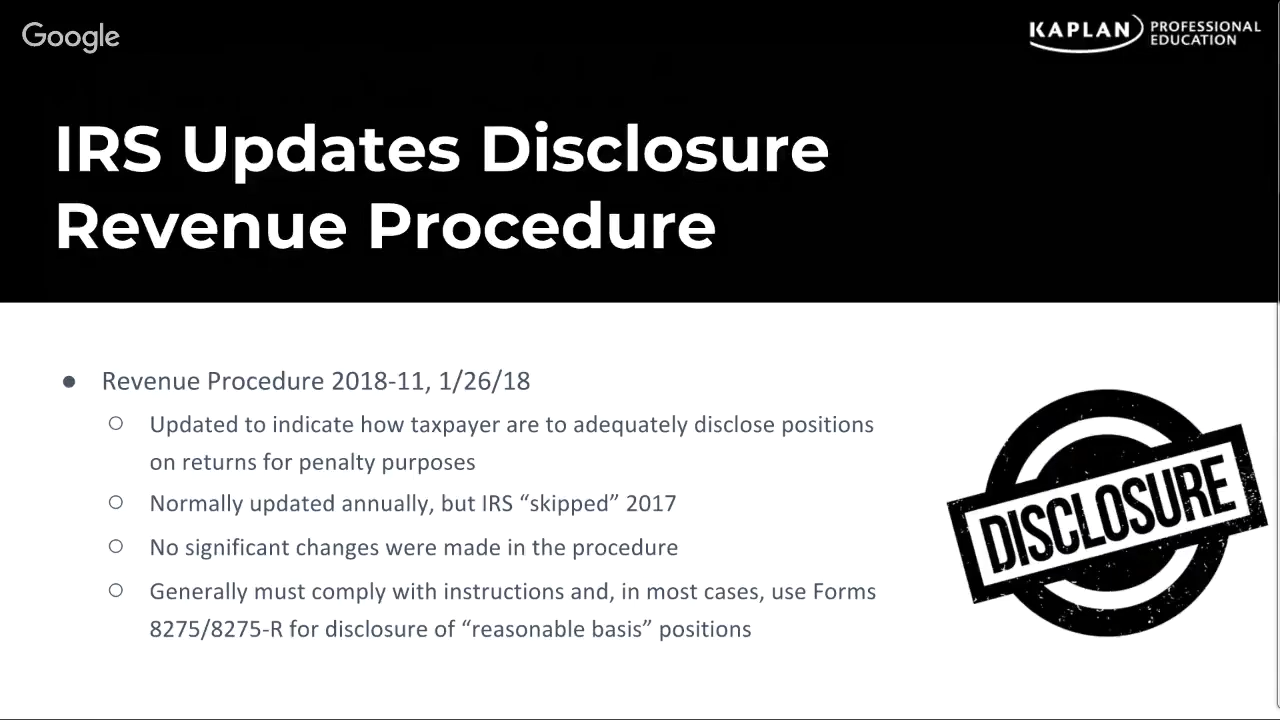 Google
KAPLAN PROFESSIONAL
EDUCATION
IRS Updates Disclosure
Revenue Procedure
● Revenue Procedure 2018-11, 1/26/18
○ Updated to indicate how taxpayer are to adequately disclose positions
on returns for penalty purposes
○ Normally updated annually, but IRS “skipped” 2017
○ No significant changes were made in the procedure
○ Generally must comply with instructions and, in most cases, use Forms
8275/8275-R for disclosure of “reasonable basis” positions
DISCLOSURE